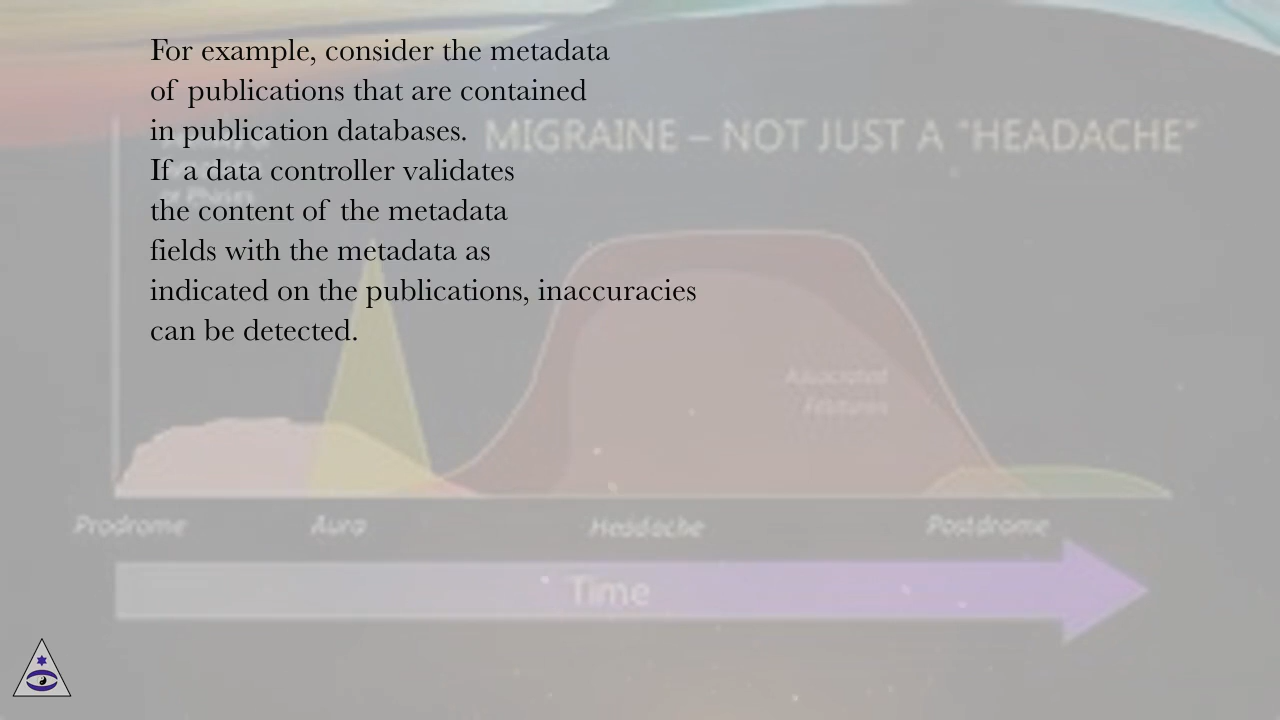 For example, consider the metadata
of publications that are contained
in publication databases.
If a data controller validates
the content of the metadata
fields with the metadata as
indicated on the publications, inaccuracies
can be detected.
MIGRAINE – NOT JUST A "HEADACHE"
Associated
Features
Prodrome Aura Headache Postdrome
Time